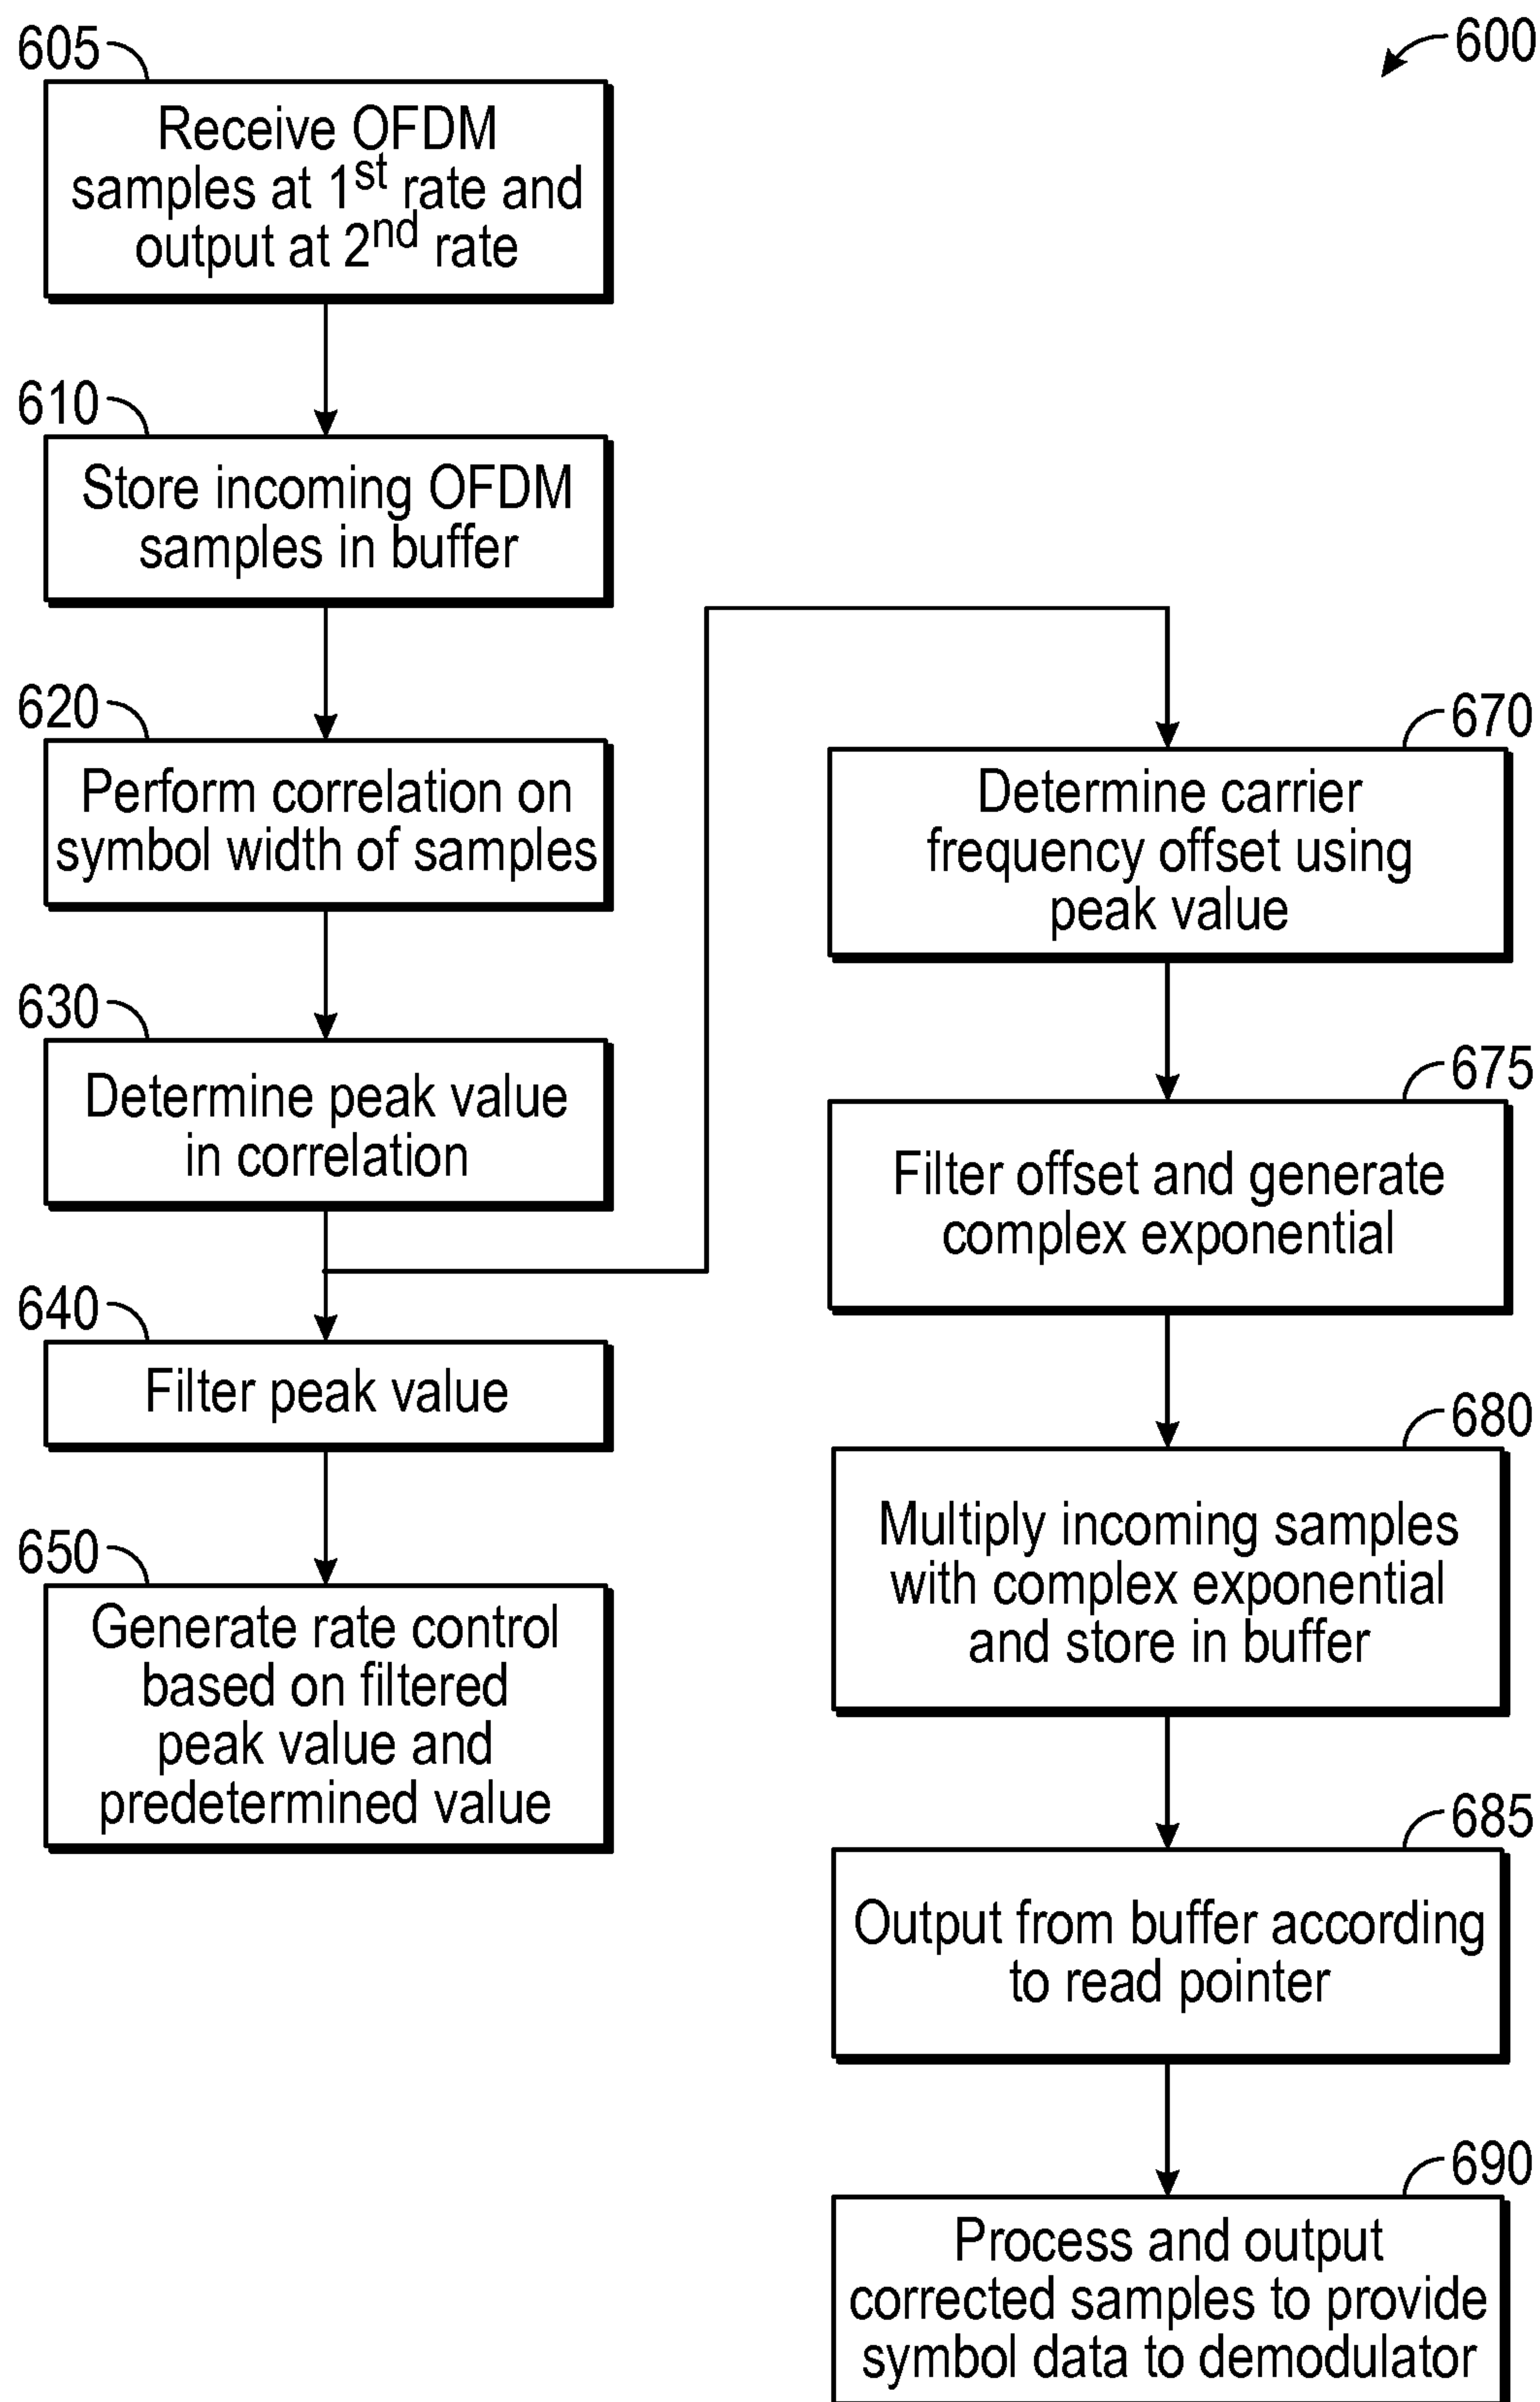 600
605
Receive OFDM
samples at 1st rate and
output at 2nd rate
610
Store incoming OFDM
samples in buffer
620
Perform correlation on
symbol width of samples
630
Determine peak value
in correlation
640
Filter peak value
650
Generate rate control
based on filtered
peak value and
predetermined value
670
Determine carrier
frequency offset using
peak value
675
Filter offset and generate
complex exponential
680
Multiply incoming samples
with complex exponential
and store in buffer
685
Output from buffer according
to read pointer
690
Process and output
corrected samples to provide
symbol data to demodulator